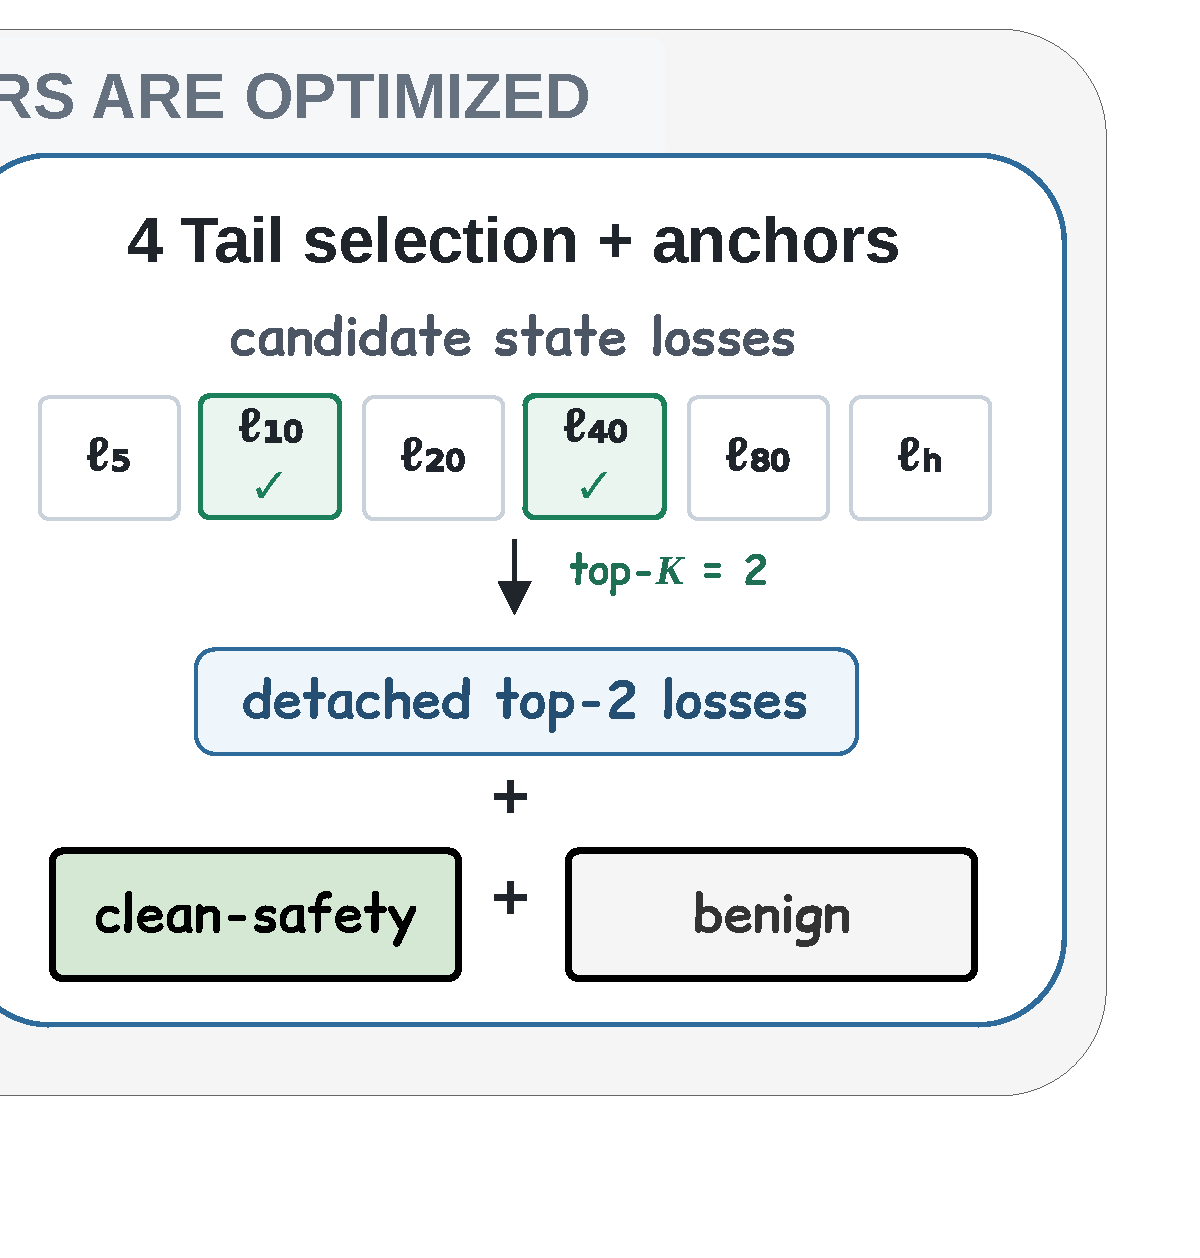 RS ARE OPTIMIZED
4 Tail selection + anchors
candidate state losses
ℓ₅ ℓ₁₀ ℓ₂₀ ℓ₄₀ ℓ₈₀ ℓₕ
✓ ✓
top-K = 2
detached top-2 losses
+
clean-safety + benign